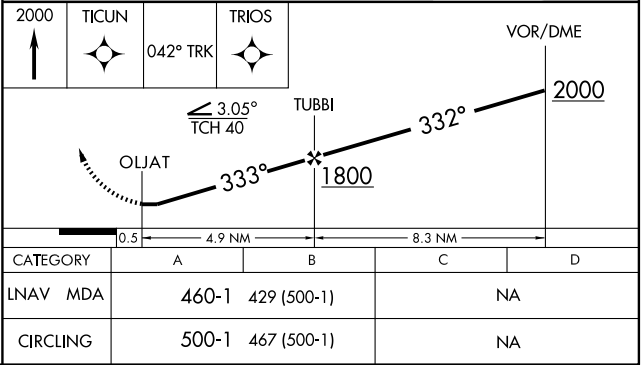 2000 TICUN 042° TRK TRIOS
VOR/DME
2000
3.05°
TCH 40
TUBBI
332°
OLJAT
333°
1800
0.5 4.9 NM 8.3 NM
CATEGORY A B C D
LNAV MDA 460-1 429 (500-1) NA
CIRCLING 500-1 467 (500-1) NA